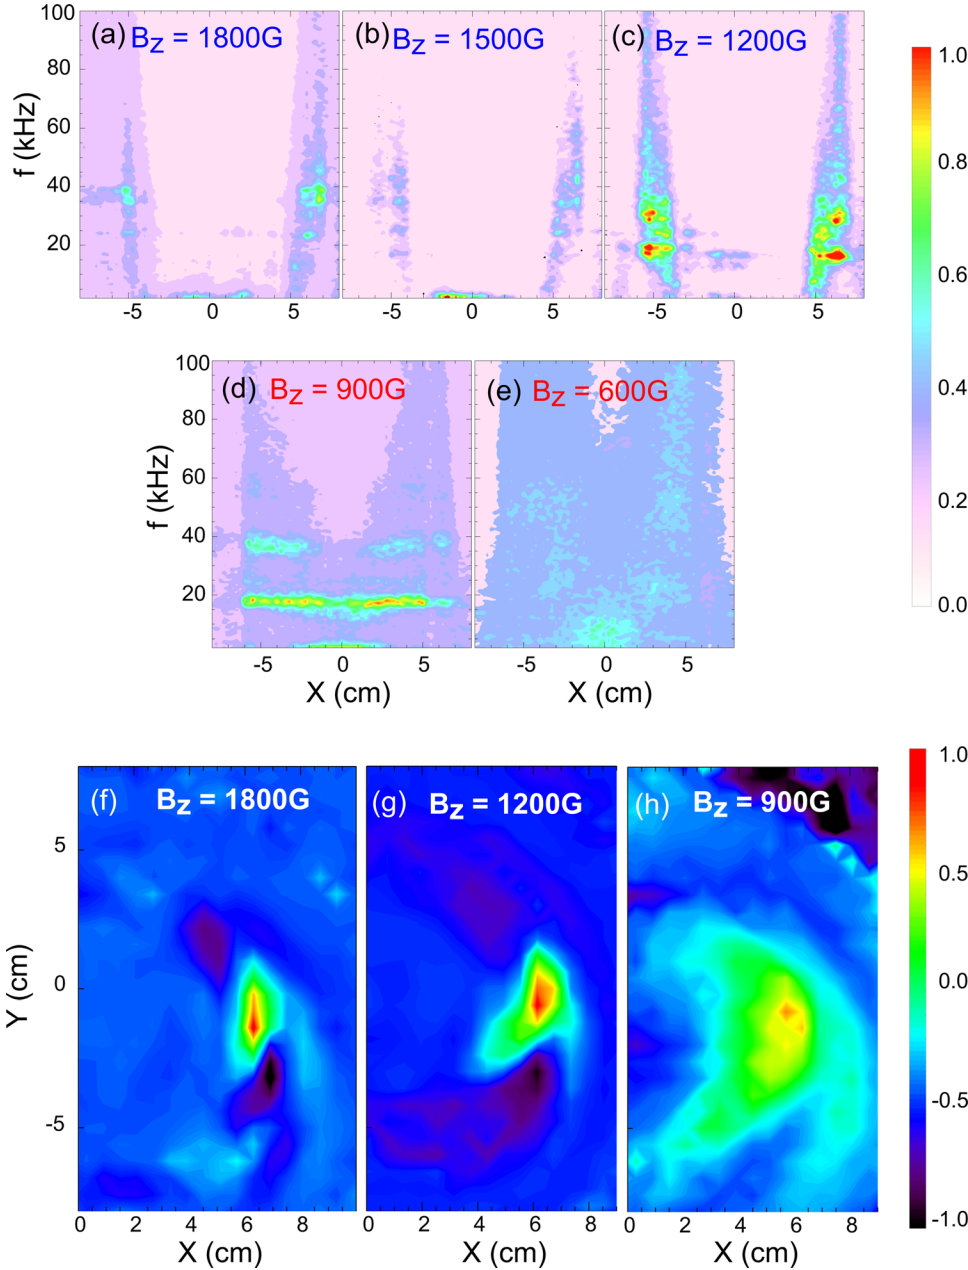 (a) B_Z = 1800G (b) B_Z = 1500G (c) B_Z = 1200G
100
80
60
40
20
f (kHz)
-5 0 5 -5 0 5 -5 0 5
1.0
0.8
0.6
0.4
0.2
0.0
(d) B_Z = 900G (e) B_Z = 600G
100
80
60
40
20
f (kHz)
-5 0 5 -5 0 5
X (cm) X (cm)
(f) B_Z = 1800G (g) B_Z = 1200G (h) B_Z = 900G
5
0
-5
Y (cm)
0 2 4 6 8 0 2 4 6 8 0 2 4 6 8
X (cm) X (cm) X (cm)
1.0
0.5
0.0
-0.5
-1.0